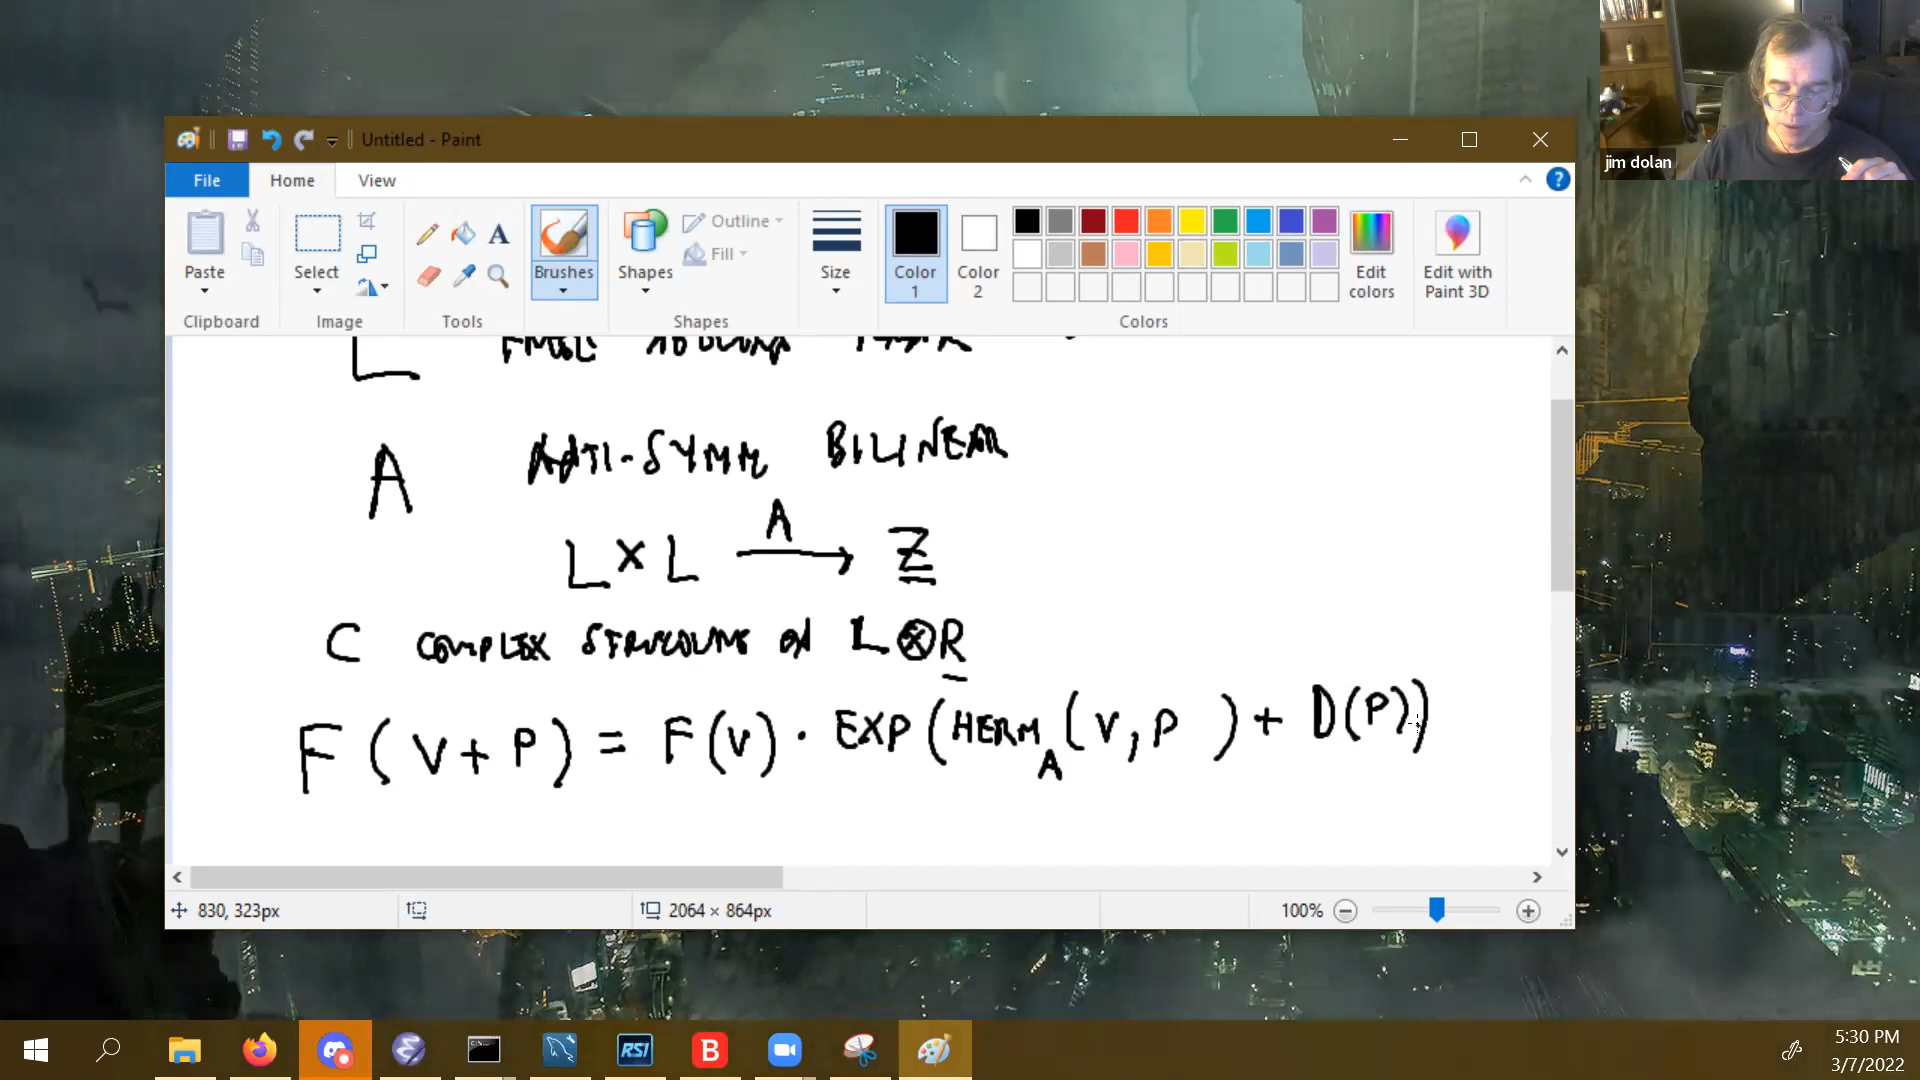 jim dolan
Untitled - Paint
File Home View
Outline
Fill
Paste Select Brushes Shapes Size Color 1 Color 2 Edit colors Edit with Paint 3D
Clipboard Image Tools Shapes Colors
L
A ANTI-SYMM BILINEAR
A
L × L → Z
C COMPLEX STRUCTURE ON L ⊗ R
F(V+P) = F(V) · EXP(HERM_A(V,P) + D(P))
830, 323px 2064 × 864px 100%
RSI B
5:30 PM
3/7/2022